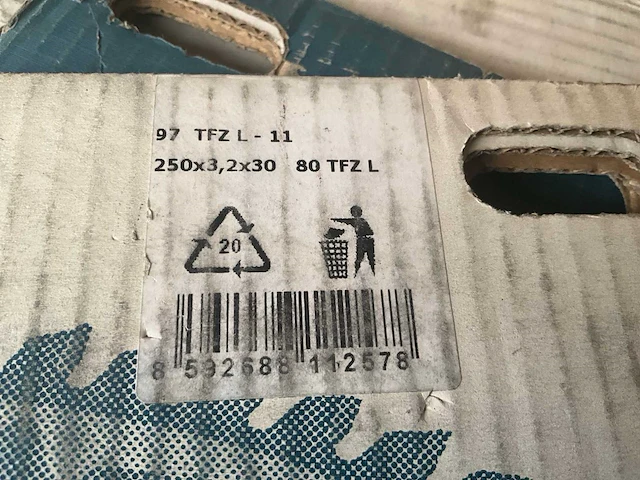 97 TFZ L - 11
250x3,2x30 80 TFZ L
20
8 592688 112578